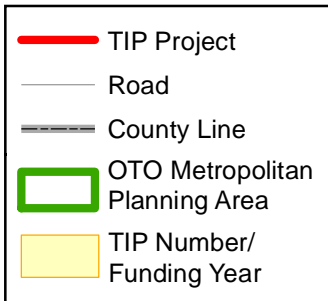 TIP Project
Road
County Line
OTO Metropolitan
Planning Area
TIP Number/
Funding Year